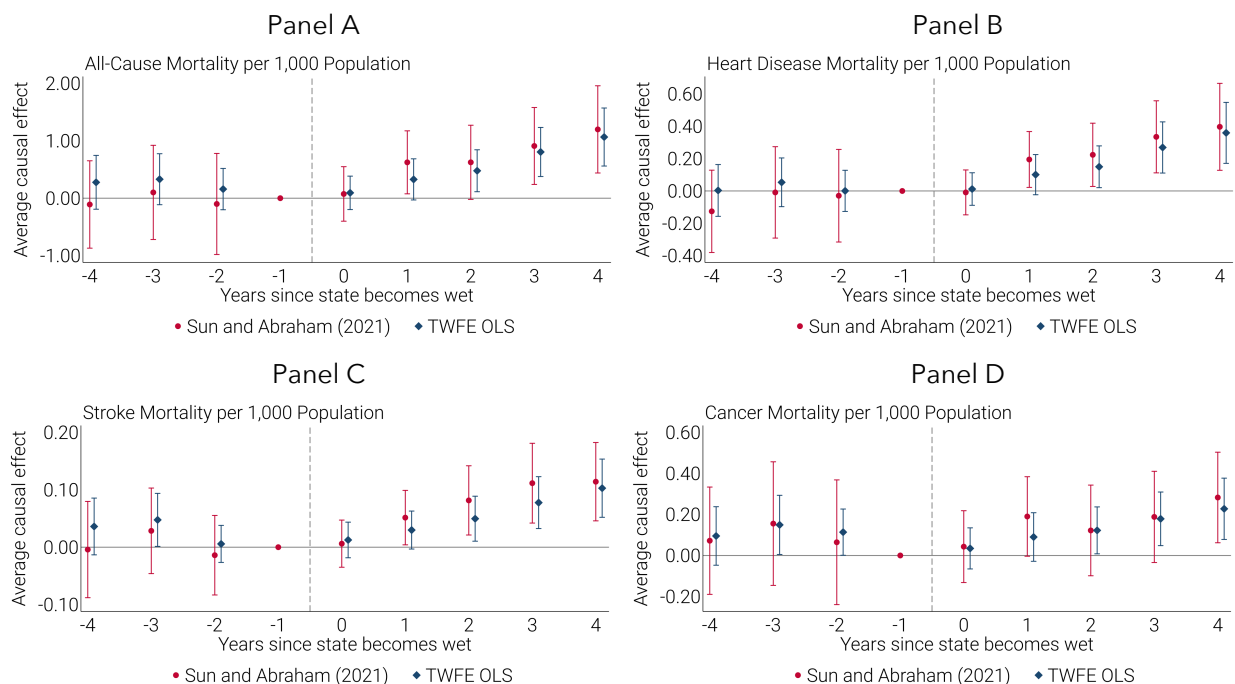 Panel A
All-Cause Mortality per 1,000 Population
Average causal effect
2.00
1.00
0.00
-1.00
-4 -3 -2 -1 0 1 2 3 4
Years since state becomes wet
Sun and Abraham (2021) TWFE OLS
Panel B
Heart Disease Mortality per 1,000 Population
Average causal effect
0.60
0.40
0.20
0.00
-0.20
-0.40
-4 -3 -2 -1 0 1 2 3 4
Years since state becomes wet
Sun and Abraham (2021) TWFE OLS
Panel C
Stroke Mortality per 1,000 Population
Average causal effect
0.20
0.10
0.00
-0.10
-4 -3 -2 -1 0 1 2 3 4
Years since state becomes wet
Sun and Abraham (2021) TWFE OLS
Panel D
Cancer Mortality per 1,000 Population
Average causal effect
0.60
0.40
0.20
0.00
-0.20
-4 -3 -2 -1 0 1 2 3 4
Years since state becomes wet
Sun and Abraham (2021) TWFE OLS